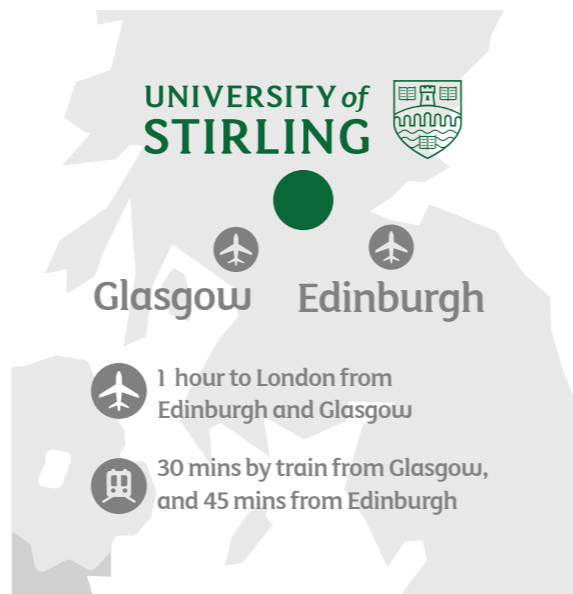 UNIVERSITY of
STIRLING
Glasgow
Edinburgh
1 hour to London from
Edinburgh and Glasgow
30 mins by train from Glasgow,
and 45 mins from Edinburgh